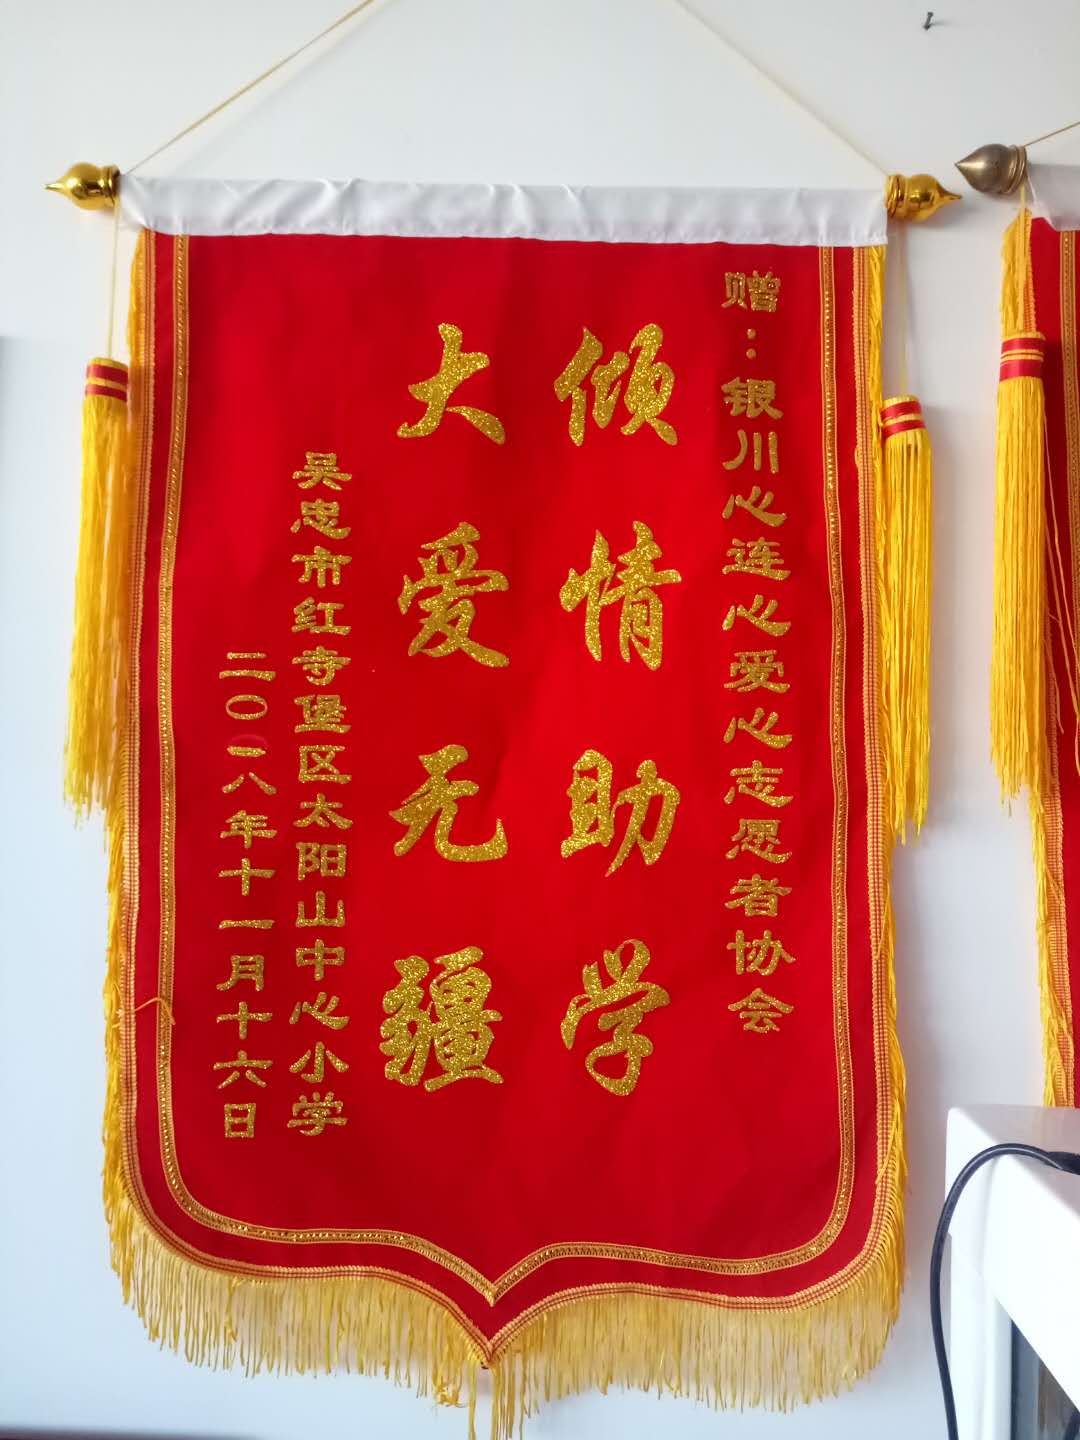 赠：银川心连心爱心志愿者协会
倾情助学
大爱无疆
吴忠市红寺堡区太阳山中心小学
二〇一八年十一月十六日